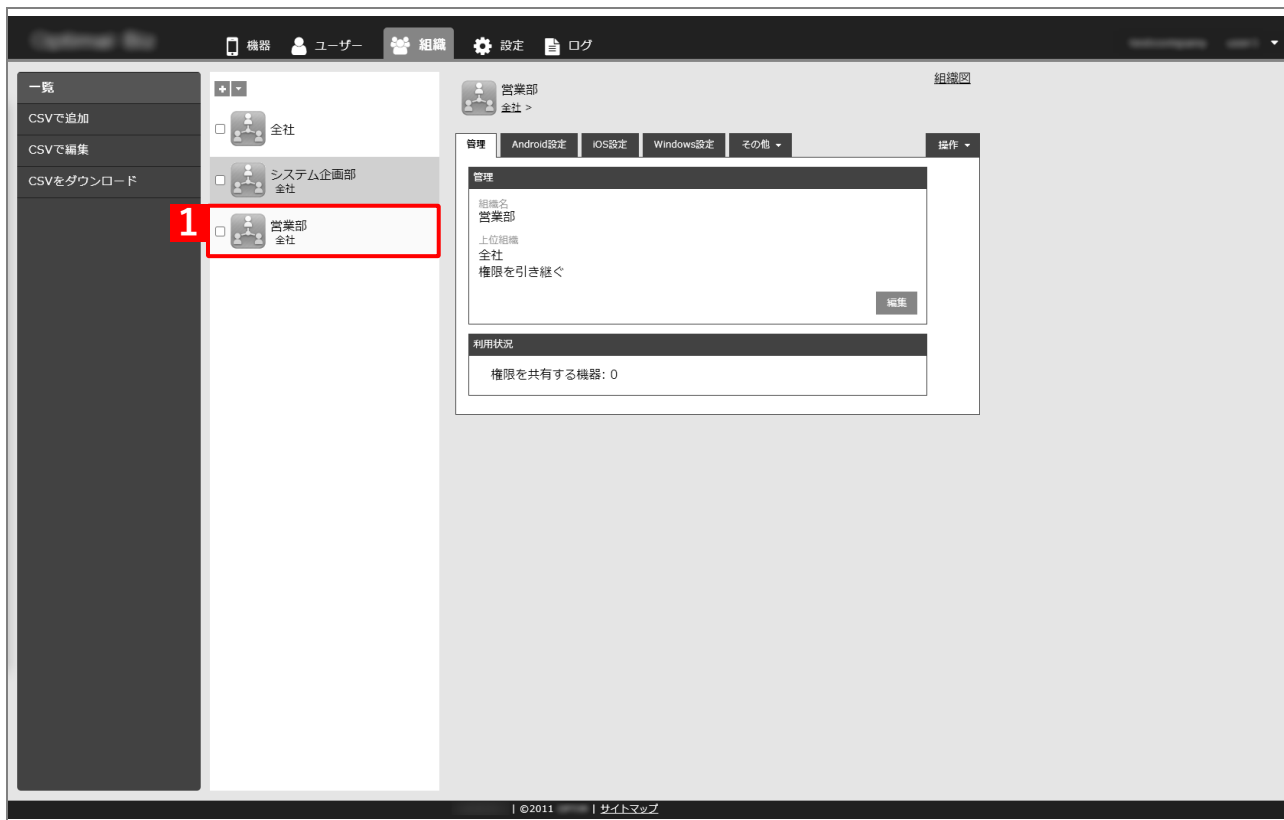 機器 ユーザー 組織 設定 ログ
一覧
CSVで追加
CSVで編集
CSVをダウンロード
全社
システム企画部
全社
1
営業部
全社
営業部
全社 >
組織図
管理 Android設定 iOS設定 Windows設定 その他 操作
管理
組織名
営業部
上位組織
全社
権限を引き継ぐ
編集
利用状況
権限を共有する機器: 0
| ©2011 | サイトマップ